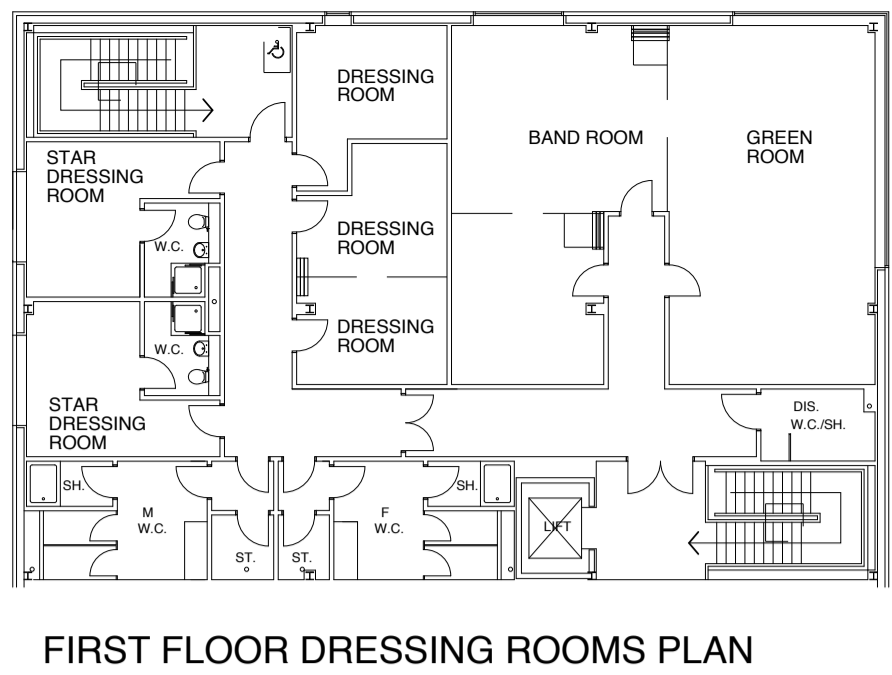 DRESSING
ROOM
BAND ROOM
GREEN
ROOM
STAR
DRESSING
ROOM
W.C.
DRESSING
ROOM
DRESSING
ROOM
W.C.
STAR
DRESSING
ROOM
DIS.
W.C./SH.
SH.
M
W.C.
F
W.C.
SH.
LIFT
ST.
ST.
FIRST FLOOR DRESSING ROOMS PLAN